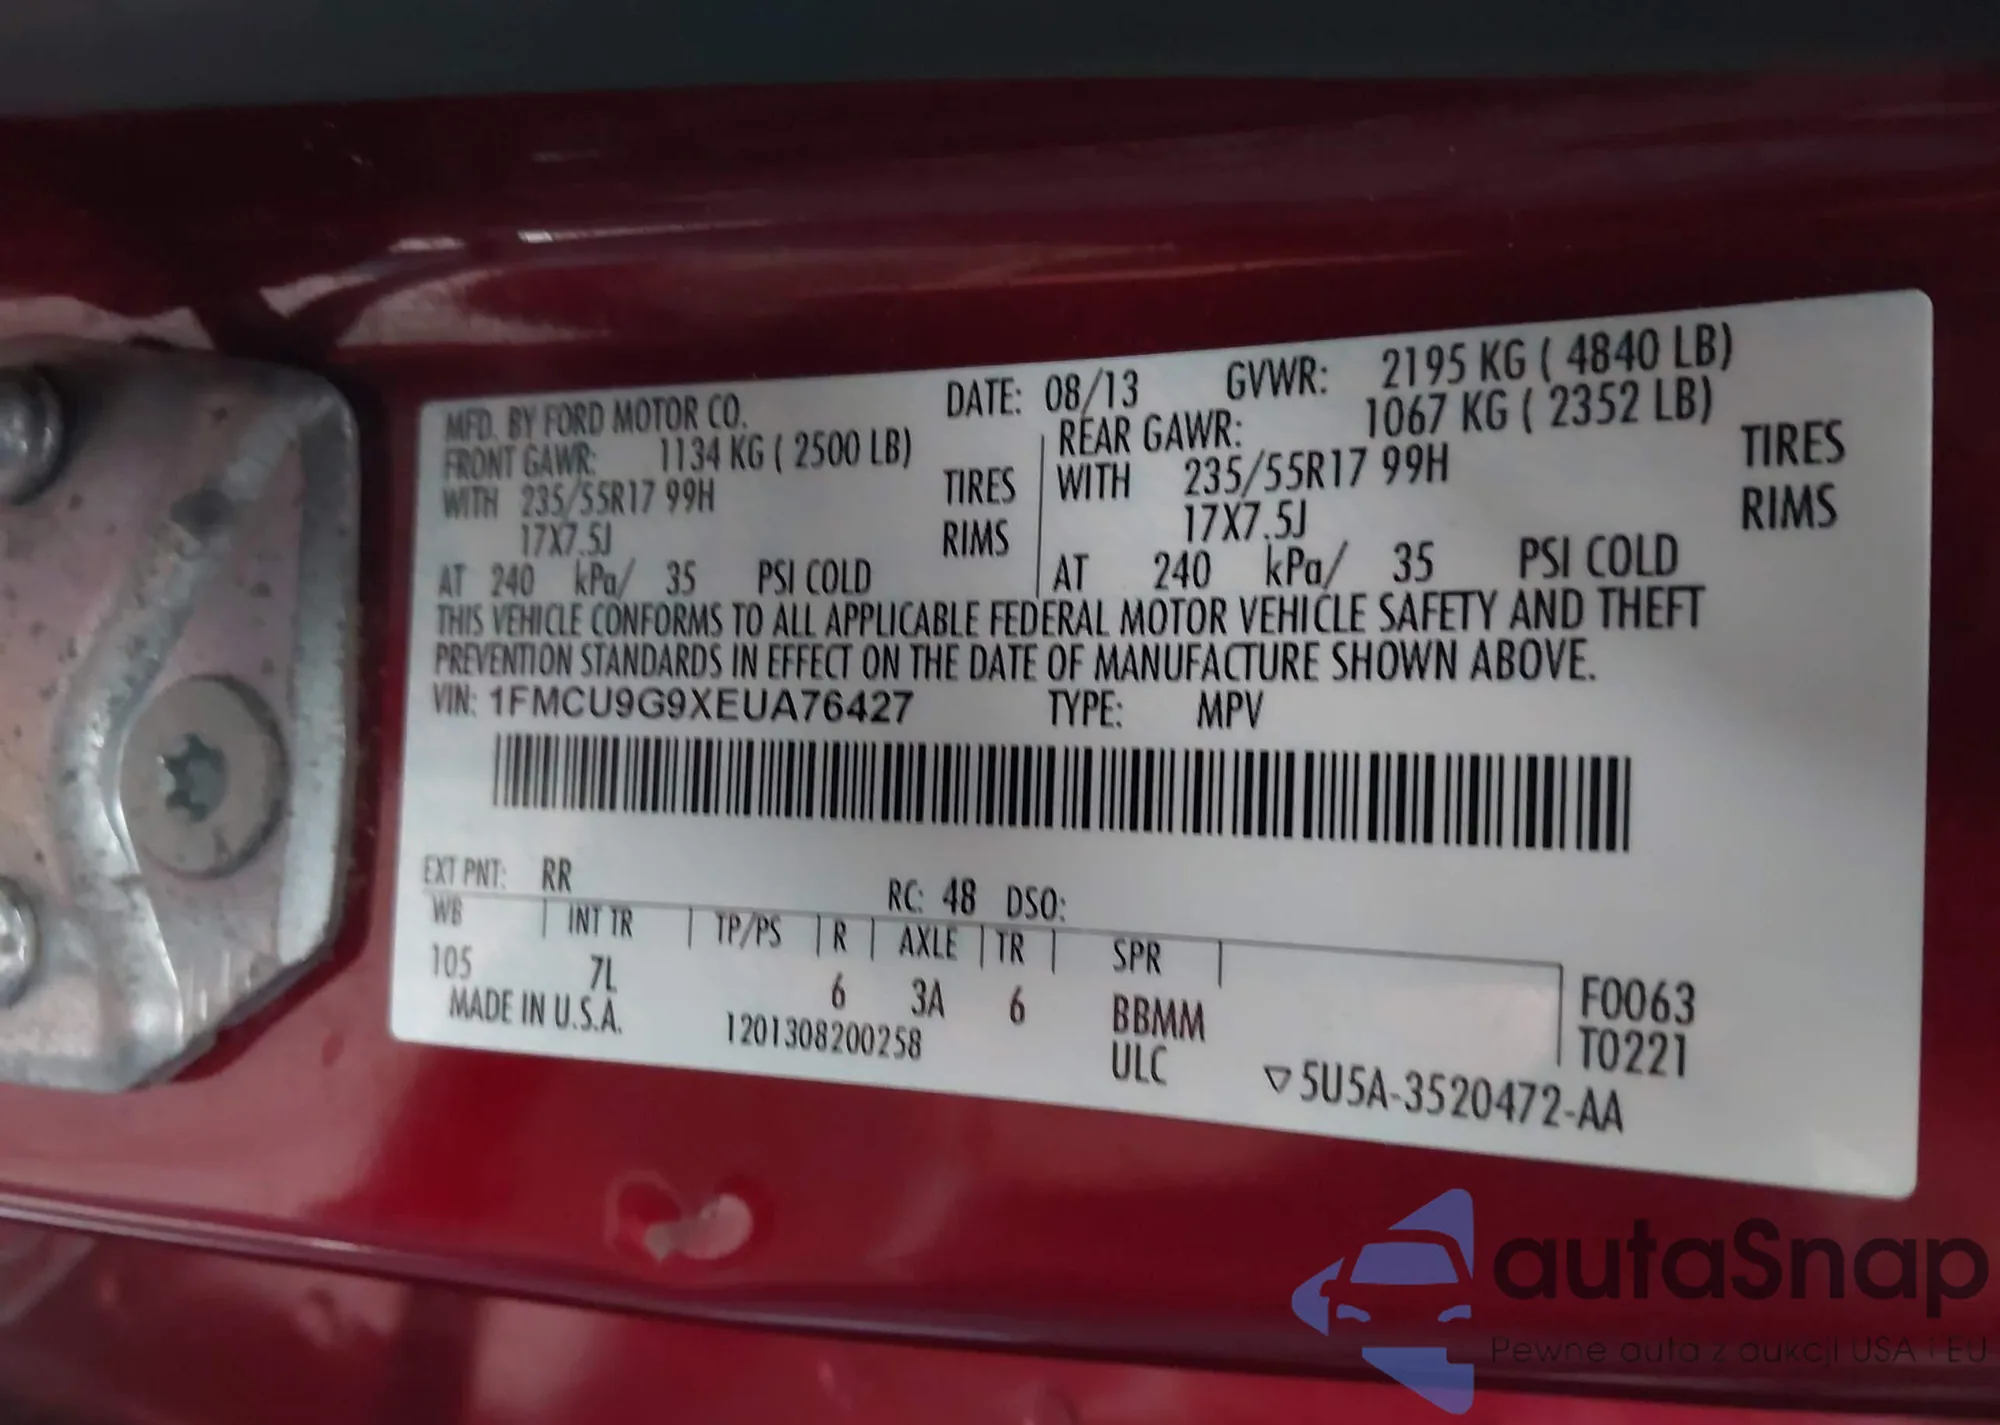 MFD. BY FORD MOTOR CO. DATE: 08/13 GVWR: 2195 KG ( 4840 LB)
FRONT GAWR: 1134 KG ( 2500 LB) REAR GAWR: 1067 KG ( 2352 LB)
WITH 235/55R17 99H TIRES WITH 235/55R17 99H TIRES
17X7.5J RIMS 17X7.5J RIMS
AT 240 kPa/ 35 PSI COLD AT 240 kPa/ 35 PSI COLD
THIS VEHICLE CONFORMS TO ALL APPLICABLE FEDERAL MOTOR VEHICLE SAFETY AND THEFT
PREVENTION STANDARDS IN EFFECT ON THE DATE OF MANUFACTURE SHOWN ABOVE.
VIN: 1FMCU9G9XEUA76427 TYPE: MPV
EXT PNT: RR RC: 48 DSO:
WB INT TR TP/PS R AXLE TR SPR
105 7L 6 3A 6 BBMM F0063
MADE IN U.S.A. 1201308200258 ULC T0221
▽5U5A-3520472-AA
autaSnap
Pewne auta z aukcji USA i EU